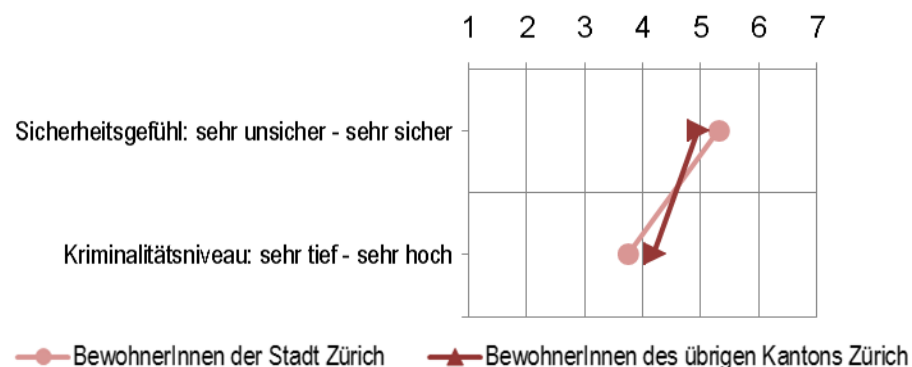 1 2 3 4 5 6 7
Sicherheitsgefühl: sehr unsicher - sehr sicher
Kriminalitätsniveau: sehr tief - sehr hoch
BewohnerInnen der Stadt Zürich BewohnerInnen des übrigen Kantons Zürich